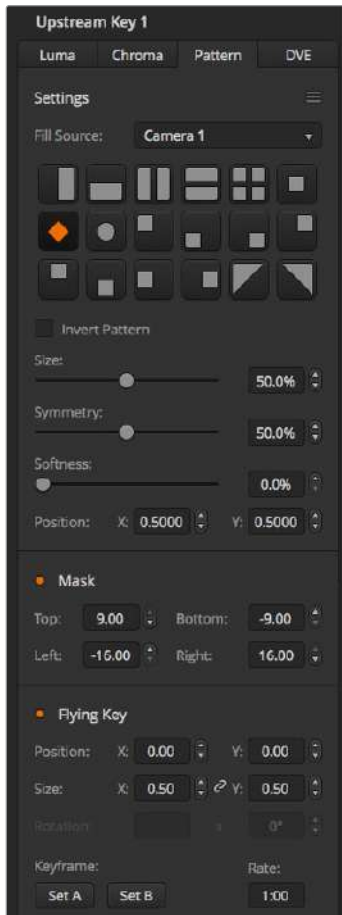 Upstream Key 1
Luma Chroma Pattern DVE
Settings
Fill Source: Camera 1
Invert Pattern
Size:
50.0%
Symmetry:
50.0%
Softness:
0.0%
Position: X: 0.5000 Y: 0.5000
Mask
Top: 9.00 Bottom: -9.00
Left: -16.00 Right: 16.00
Flying Key
Position: X: 0.00 Y: 0.00
Size: X: 0.50 Y: 0.50
Rotation: 0°
Keyframe: Rate:
Set A Set B 1:00